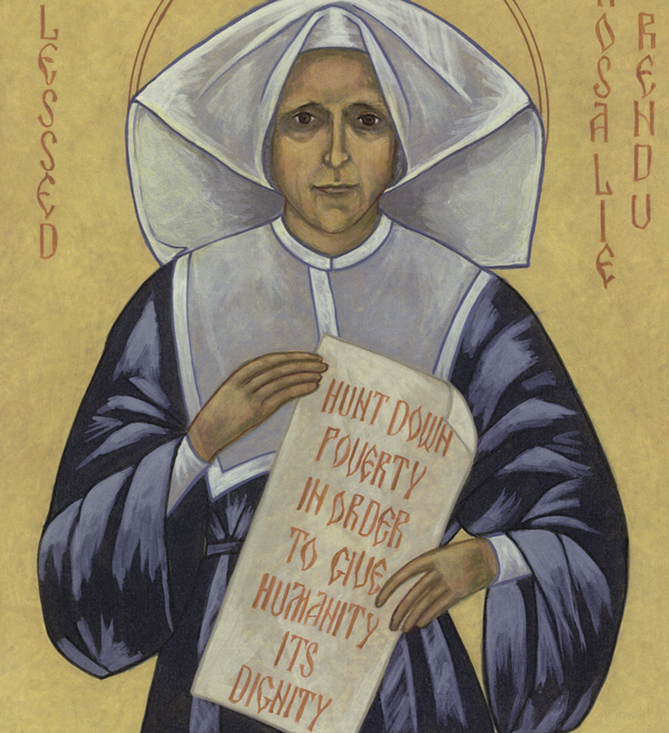 LESSED
OSALIE
RENDU
HUNT DOWN
POVERTY
IN ORDER
TO GIVE
HUMANITY
ITS
DIGNITY